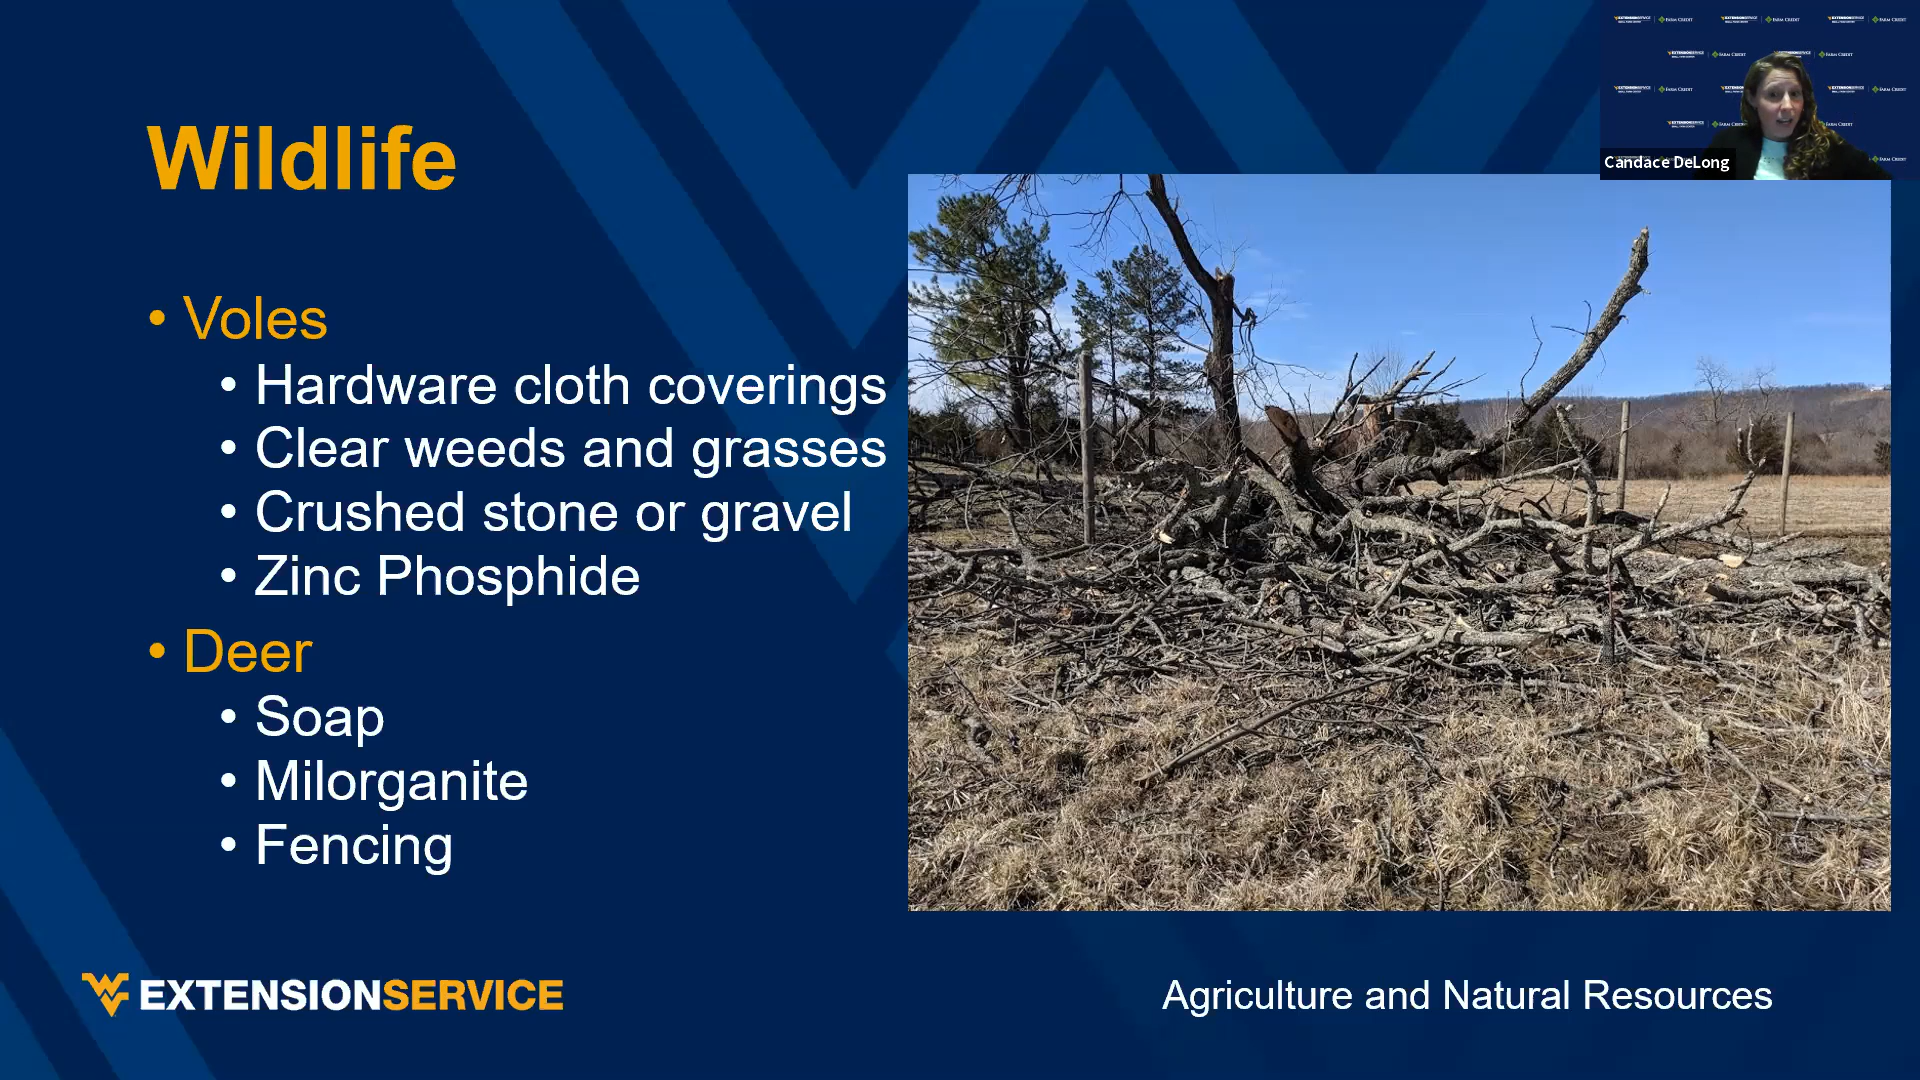 Wildlife
• Voles
• Hardware cloth coverings
• Clear weeds and grasses
• Crushed stone or gravel
• Zinc Phosphide
• Deer
• Soap
• Milorganite
• Fencing
EXTENSIONSERVICE
Agriculture and Natural Resources
Candace DeLong